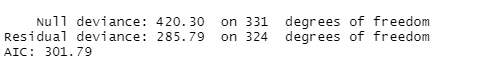 Null deviance: 420.30  on 331  degrees of freedom
Residual deviance: 285.79  on 324  degrees of freedom
AIC: 301.79